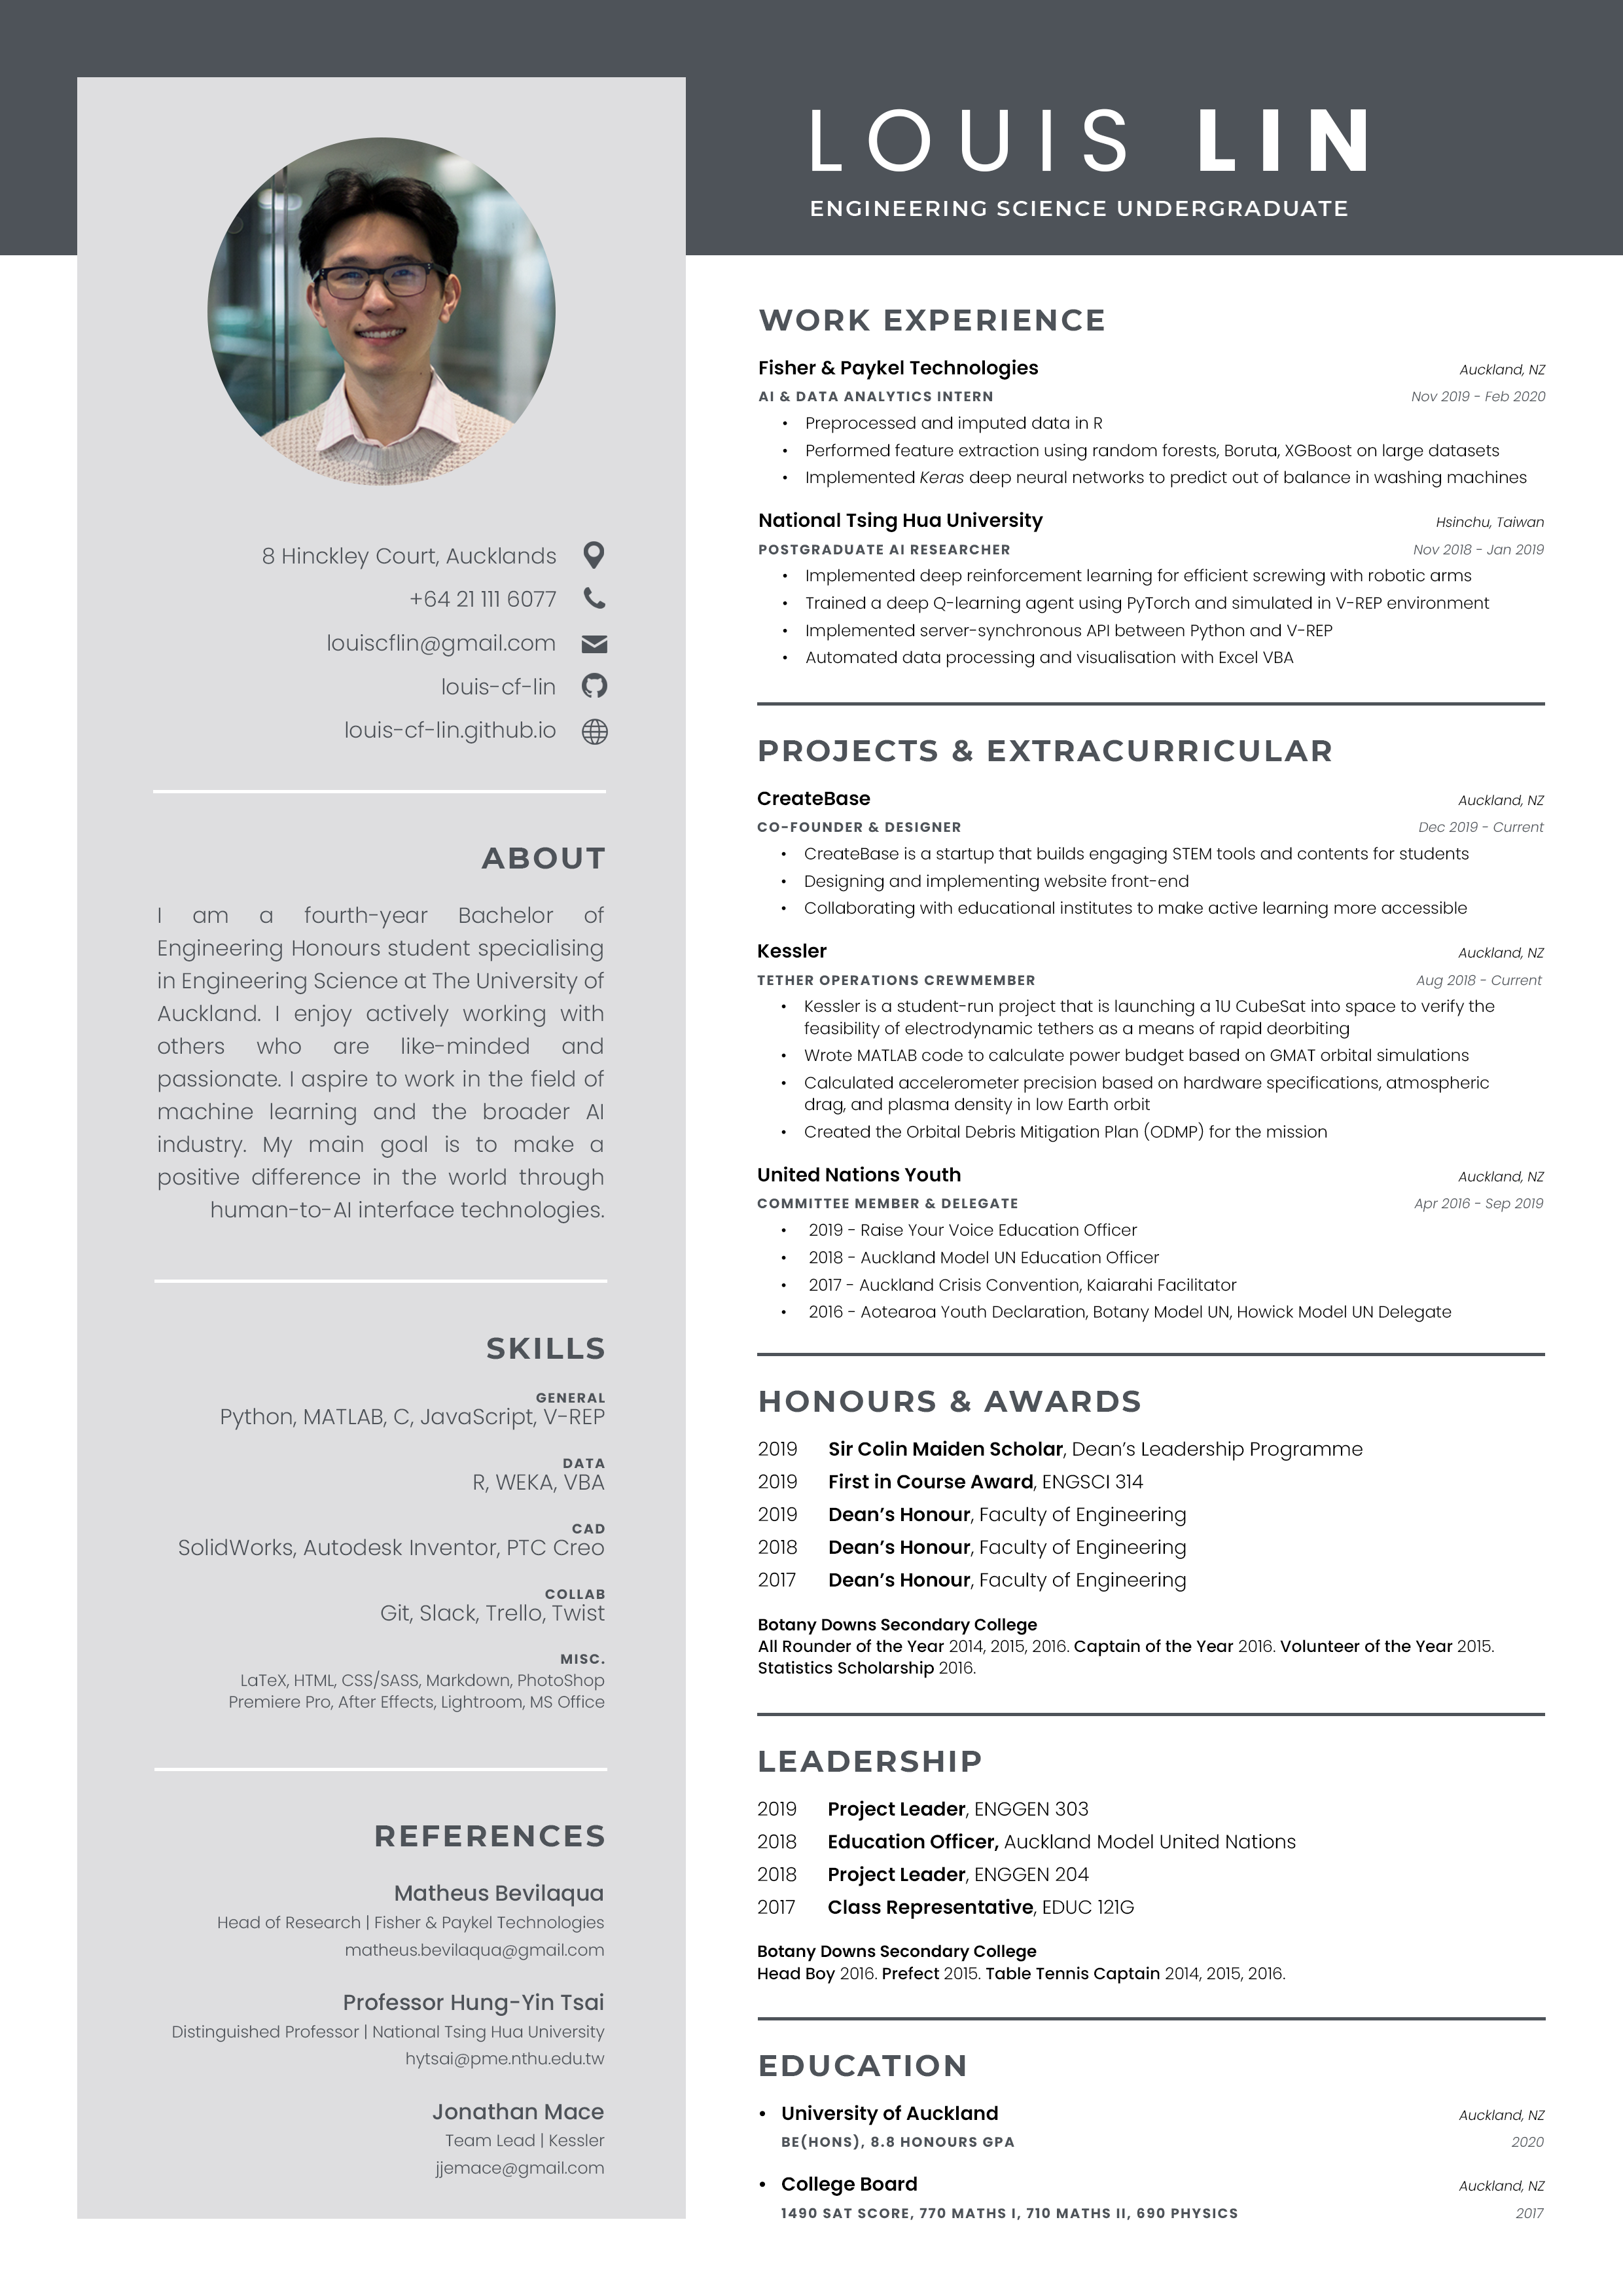 LOUIS LIN
ENGINEERING SCIENCE UNDERGRADUATE
8 Hinckley Court, Aucklands
+64 21 111 6077
louiscflin@gmail.com
louis-cf-lin
louis-cf-lin.github.io
ABOUT
I am a fourth-year Bachelor of
Engineering Honours student specialising
in Engineering Science at The University of
Auckland. I enjoy actively working with
others who are like-minded and
passionate. I aspire to work in the field of
machine learning and the broader AI
industry. My main goal is to make a
positive difference in the world through
human-to-AI interface technologies.
SKILLS
GENERAL
Python, MATLAB, C, JavaScript, V-REP
DATA
R, WEKA, VBA
CAD
SolidWorks, Autodesk Inventor, PTC Creo
COLLAB
Git, Slack, Trello, Twist
MISC.
LaTeX, HTML, CSS/SASS, Markdown, PhotoShop
Premiere Pro, After Effects, Lightroom, MS Office
REFERENCES
Matheus Bevilaqua
Head of Research | Fisher & Paykel Technologies
matheus.bevilaqua@gmail.com
Professor Hung-Yin Tsai
Distinguished Professor | National Tsing Hua University
hytsai@pme.nthu.edu.tw
Jonathan Mace
Team Lead | Kessler
jjemace@gmail.com
WORK EXPERIENCE
Fisher & Paykel Technologies Auckland, NZ
AI & DATA ANALYTICS INTERN Nov 2019 - Feb 2020
• Preprocessed and imputed data in R
• Performed feature extraction using random forests, Boruta, XGBoost on large datasets
• Implemented Keras deep neural networks to predict out of balance in washing machines
National Tsing Hua University Hsinchu, Taiwan
POSTGRADUATE AI RESEARCHER Nov 2018 - Jan 2019
• Implemented deep reinforcement learning for efficient screwing with robotic arms
• Trained a deep Q-learning agent using PyTorch and simulated in V-REP environment
• Implemented server-synchronous API between Python and V-REP
• Automated data processing and visualisation with Excel VBA
PROJECTS & EXTRACURRICULAR
CreateBase Auckland, NZ
CO-FOUNDER & DESIGNER Dec 2019 - Current
• CreateBase is a startup that builds engaging STEM tools and contents for students
• Designing and implementing website front-end
• Collaborating with educational institutes to make active learning more accessible
Kessler Auckland, NZ
TETHER OPERATIONS CREWMEMBER Aug 2018 - Current
• Kessler is a student-run project that is launching a 1U CubeSat into space to verify the
feasibility of electrodynamic tethers as a means of rapid deorbiting
• Wrote MATLAB code to calculate power budget based on GMAT orbital simulations
• Calculated accelerometer precision based on hardware specifications, atmospheric
drag, and plasma density in low Earth orbit
• Created the Orbital Debris Mitigation Plan (ODMP) for the mission
United Nations Youth Auckland, NZ
COMMITTEE MEMBER & DELEGATE Apr 2016 - Sep 2019
• 2019 - Raise Your Voice Education Officer
• 2018 - Auckland Model UN Education Officer
• 2017 - Auckland Crisis Convention, Kaiarahi Facilitator
• 2016 - Aotearoa Youth Declaration, Botany Model UN, Howick Model UN Delegate
HONOURS & AWARDS
2019 Sir Colin Maiden Scholar, Dean’s Leadership Programme
2019 First in Course Award, ENGSCI 314
2019 Dean’s Honour, Faculty of Engineering
2018 Dean’s Honour, Faculty of Engineering
2017 Dean’s Honour, Faculty of Engineering
Botany Downs Secondary College
All Rounder of the Year 2014, 2015, 2016. Captain of the Year 2016. Volunteer of the Year 2015.
Statistics Scholarship 2016.
LEADERSHIP
2019 Project Leader, ENGGEN 303
2018 Education Officer, Auckland Model United Nations
2018 Project Leader, ENGGEN 204
2017 Class Representative, EDUC 121G
Botany Downs Secondary College
Head Boy 2016. Prefect 2015. Table Tennis Captain 2014, 2015, 2016.
EDUCATION
• University of Auckland Auckland, NZ
BE(HONS), 8.8 HONOURS GPA 2020
• College Board Auckland, NZ
1490 SAT SCORE, 770 MATHS I, 710 MATHS II, 690 PHYSICS 2017